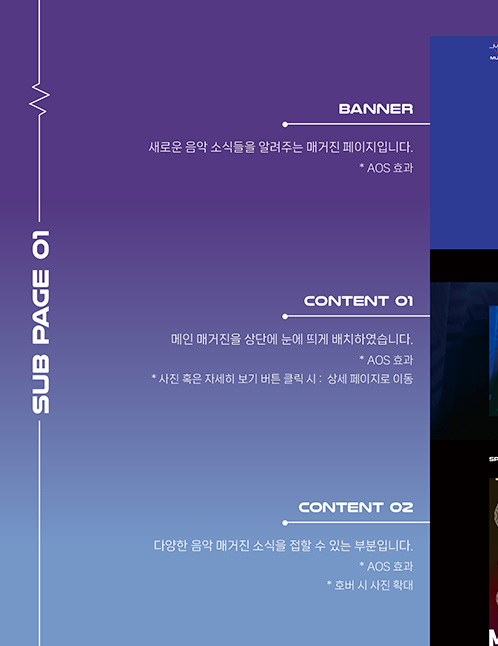 BANNER
새로운 음악 소식들을 알려주는 매거진 페이지입니다.
* AOS 효과
SUB PAGE 01
CONTENT 01
메인 매거진을 상단에 눈에 띄게 배치하였습니다.
* AOS 효과
* 사진 혹은 자세히 보기 버튼 클릭 시 : 상세 페이지로 이동
CONTENT 02
다양한 음악 매거진 소식을 접할 수 있는 부분입니다.
* AOS 효과
* 호버 시 사진 확대